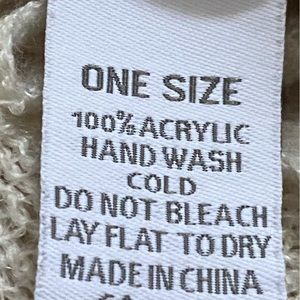 ONE SIZE
100% ACRYLIC
HAND WASH
COLD
DO NOT BLEACH
LAY FLAT TO DRY
MADE IN CHINA